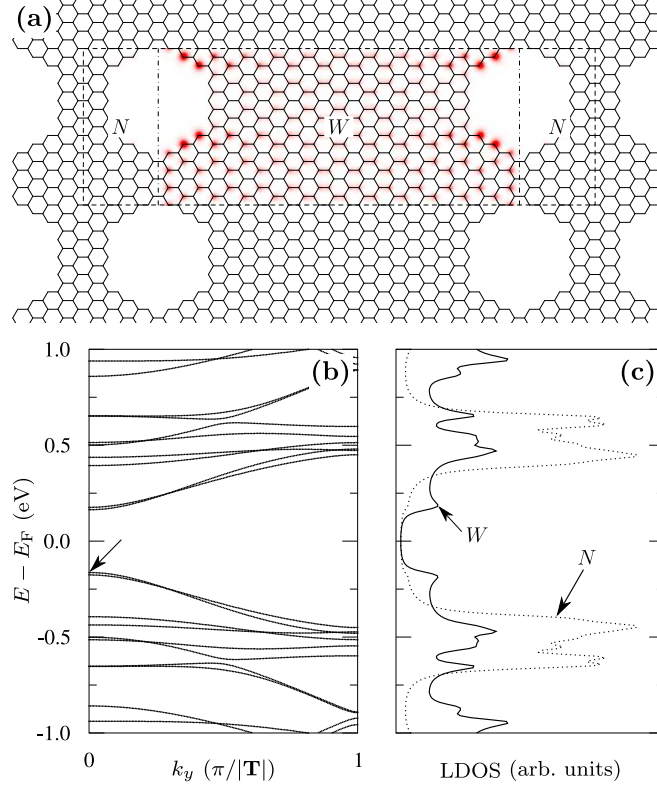 (a)
N W N
1.0 (b) (c)
0.5
W
0.0
N
-0.5
-1.0
E − E_F (eV)
0 1
k_y (π/|T|) LDOS (arb. units)